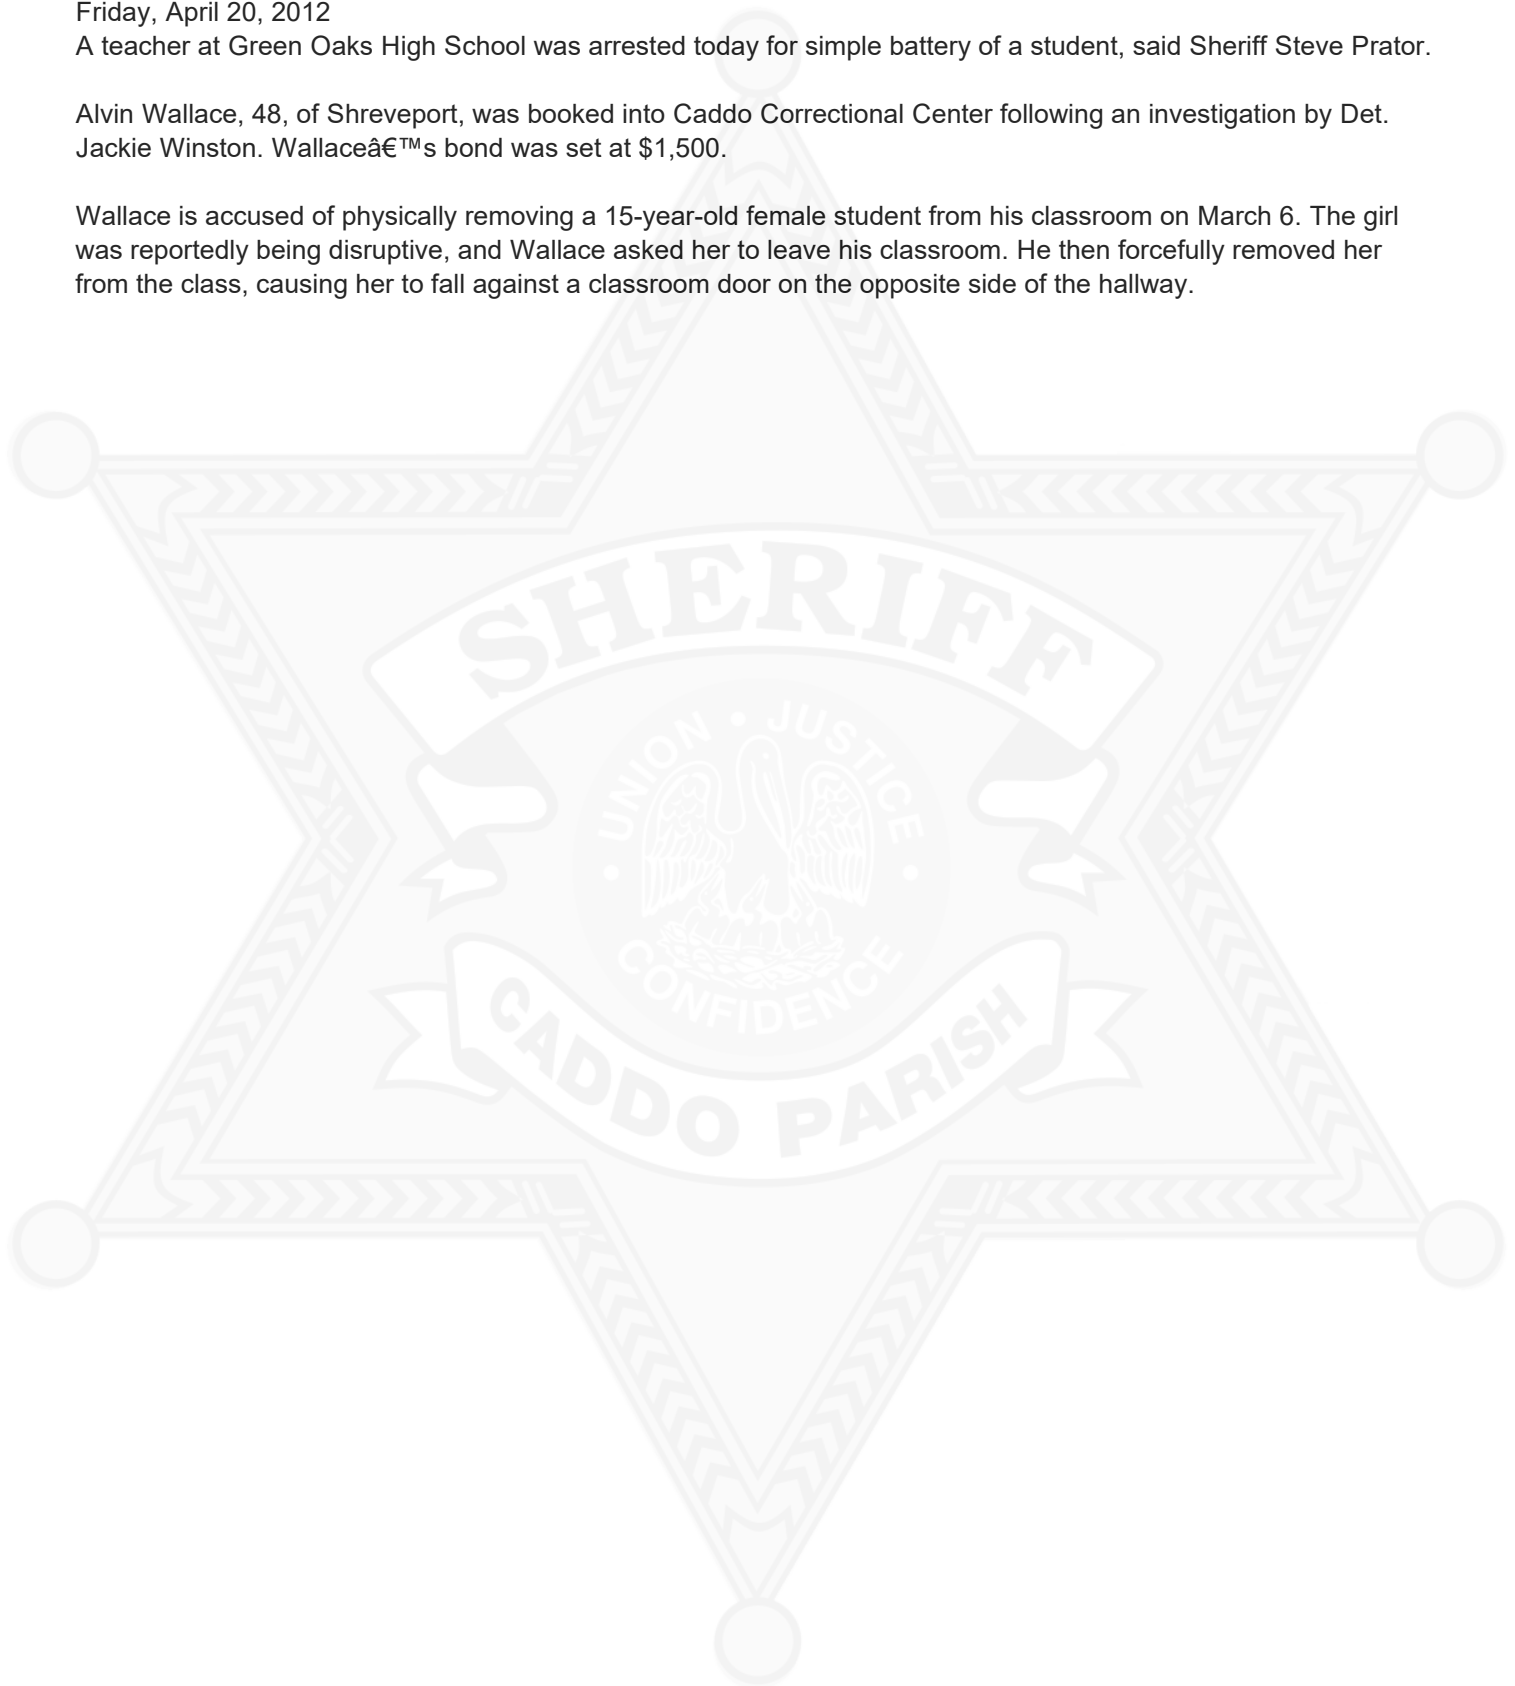 Friday, April 20, 2012
A teacher at Green Oaks High School was arrested today for simple battery of a student, said Sheriff Steve Prator.
Alvin Wallace, 48, of Shreveport, was booked into Caddo Correctional Center following an investigation by Det.
Jackie Winston. Wallaceâ€™s bond was set at $1,500.
Wallace is accused of physically removing a 15-year-old female student from his classroom on March 6. The girl
was reportedly being disruptive, and Wallace asked her to leave his classroom. He then forcefully removed her
from the class, causing her to fall against a classroom door on the opposite side of the hallway.
SHERIFF
UNION • JUSTICE
• CONFIDENCE •
CADDO PARISH